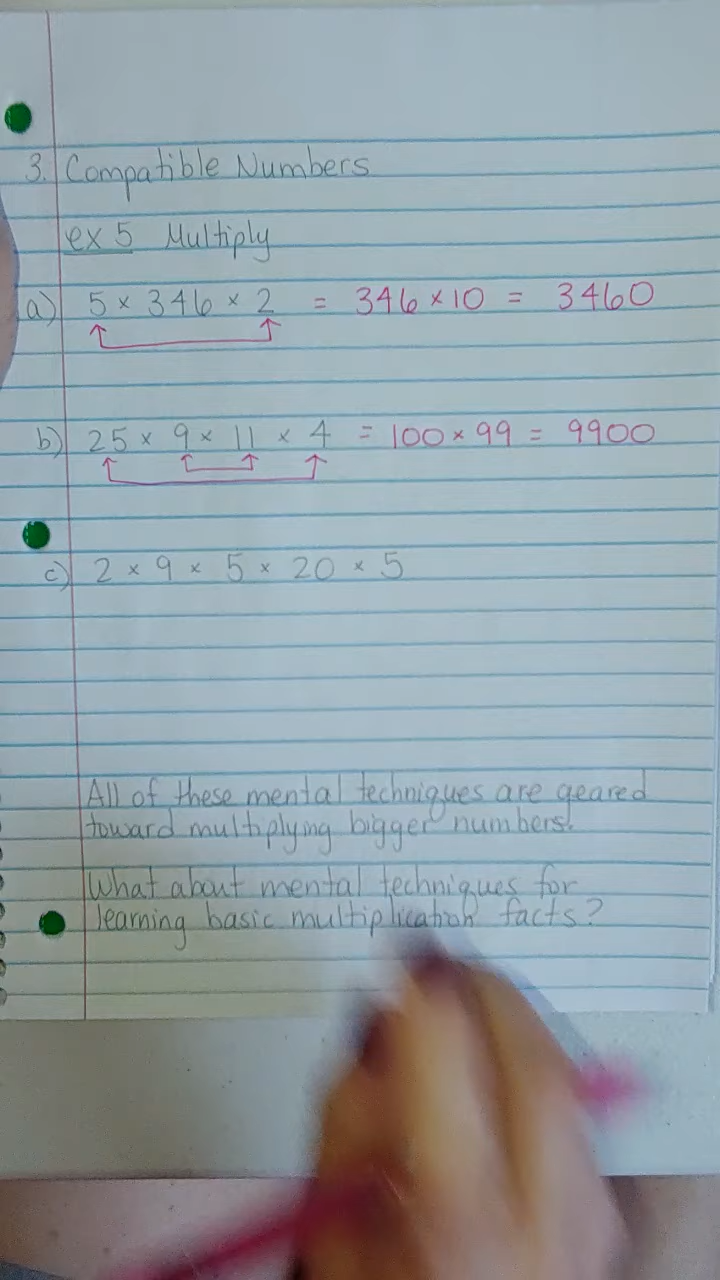 3. Compatible Numbers
ex 5 Multiply
a) 5 × 346 × 2 = 346 × 10 = 3460
b) 25 × 9 × 11 × 4 = 100 × 99 = 9900
c) 2 × 9 × 5 × 20 × 5
All of these mental techniques are geared
toward multiplying bigger numbers.
What about mental techniques for
learning basic multiplication facts?